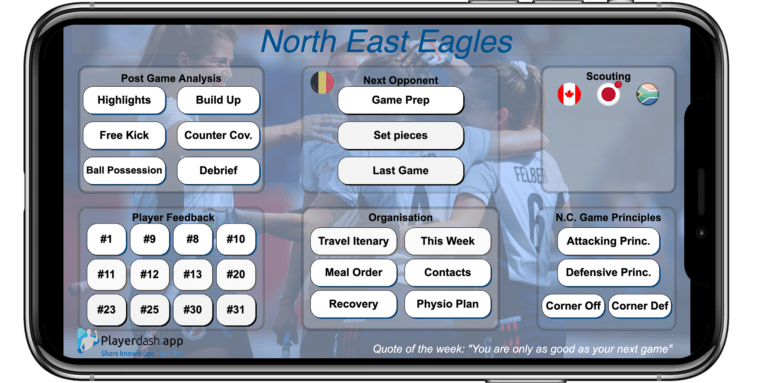 North East Eagles
Post Game Analysis
Highlights
Build Up
Free Kick
Counter Cov.
Ball Possession
Debrief
Next Opponent
Game Prep
Set pieces
Last Game
Scouting
FELBER
6
Player Feedback
#1
#9
#8
#10
#11
#12
#13
#20
#23
#25
#30
#31
Organisation
Travel Itenary
This Week
Meal Order
Contacts
Recovery
Physio Plan
N.C. Game Principles
Attacking Princ.
Defensive Princ.
Corner Off
Corner Def
Playerdash.app
Share knowledge
Quote of the week: "You are only as good as your next game"